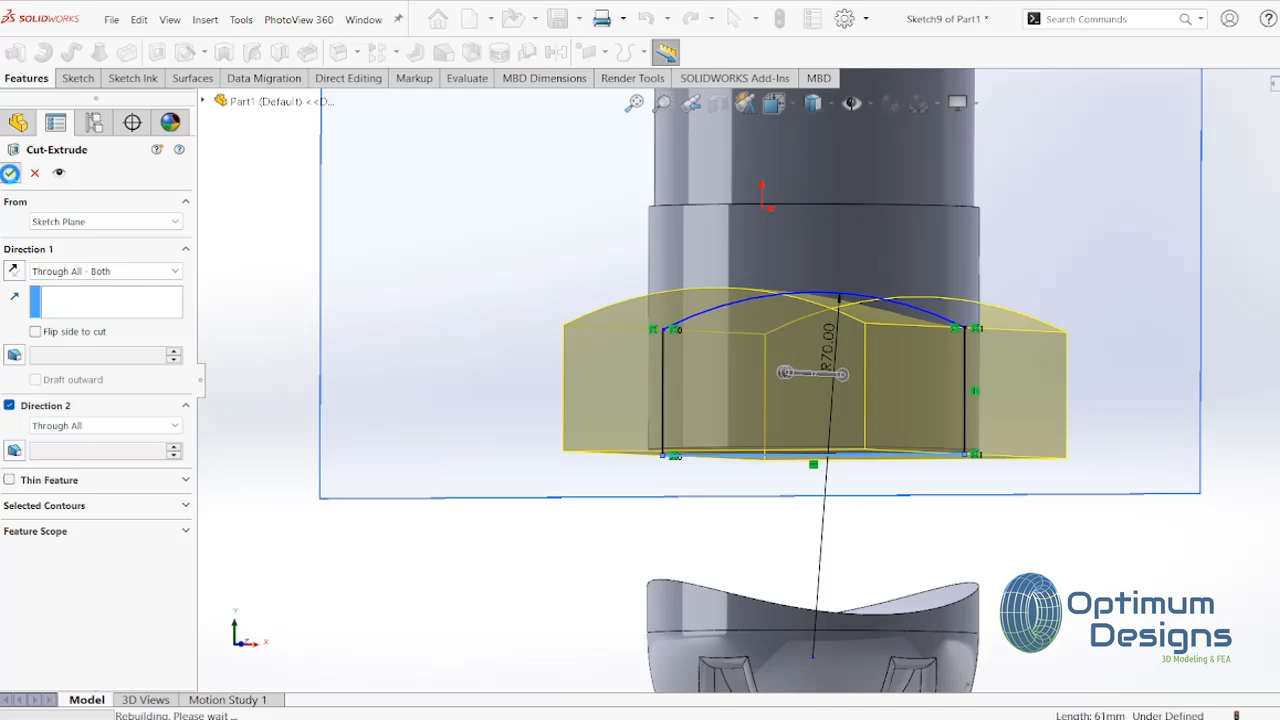 SOLIDWORKS
File
Edit
View
Insert
Tools
PhotoView 360
Window
Sketch9 of Part1 *
Search Commands
Features
Sketch
Sketch Ink
Surfaces
Data Migration
Direct Editing
Markup
Evaluate
MBD Dimensions
Render Tools
SOLIDWORKS Add-Ins
MBD
Part1 (Default) <<D...
Cut-Extrude
From
Sketch Plane
Direction 1
Through All - Both
Flip side to cut
Draft outward
Direction 2
Through All
Thin Feature
Selected Contours
Feature Scope
R70.00
Y
X
Z
Optimum
Designs
3D Modeling & FEA
Model
3D Views
Motion Study 1
Rebuilding. Please wait ...
Length: 61mm
Under Defined